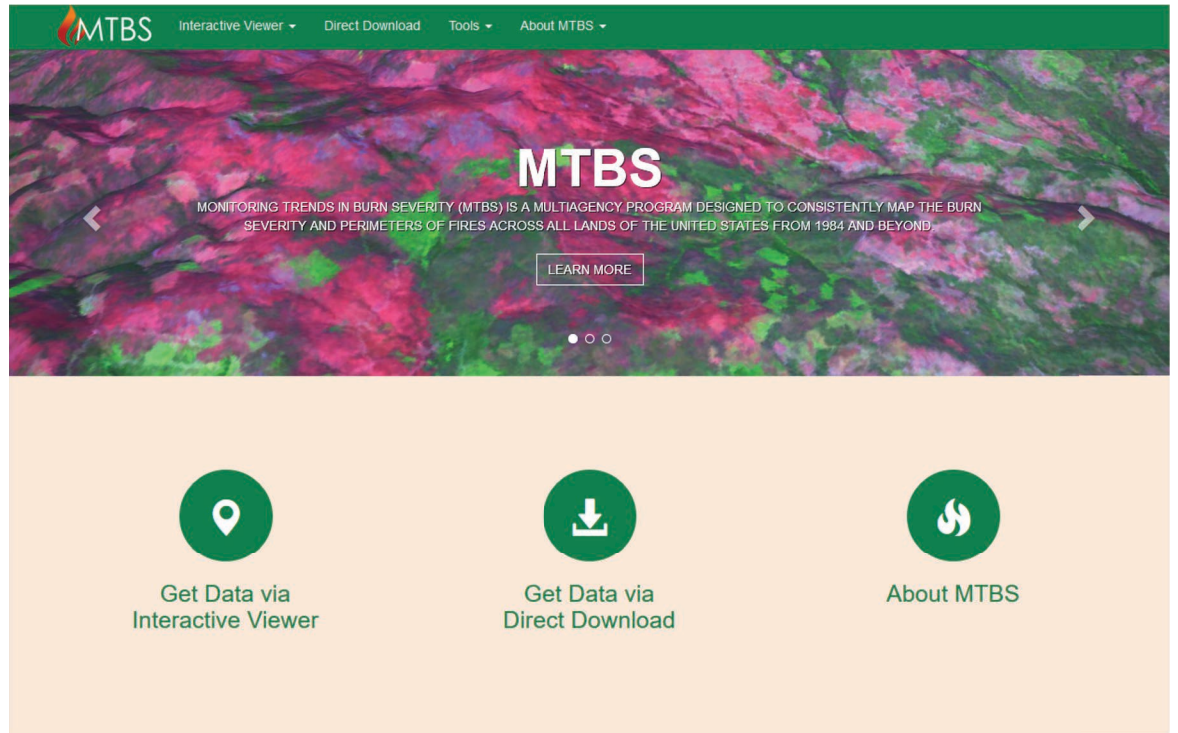 MTBS Interactive Viewer Direct Download Tools About MTBS
MTBS
MONITORING TRENDS IN BURN SEVERITY (MTBS) IS A MULTIAGENCY PROGRAM DESIGNED TO CONSISTENTLY MAP THE BURN
SEVERITY AND PERIMETERS OF FIRES ACROSS ALL LANDS OF THE UNITED STATES FROM 1984 AND BEYOND.
LEARN MORE
Get Data via
Interactive Viewer
Get Data via
Direct Download
About MTBS